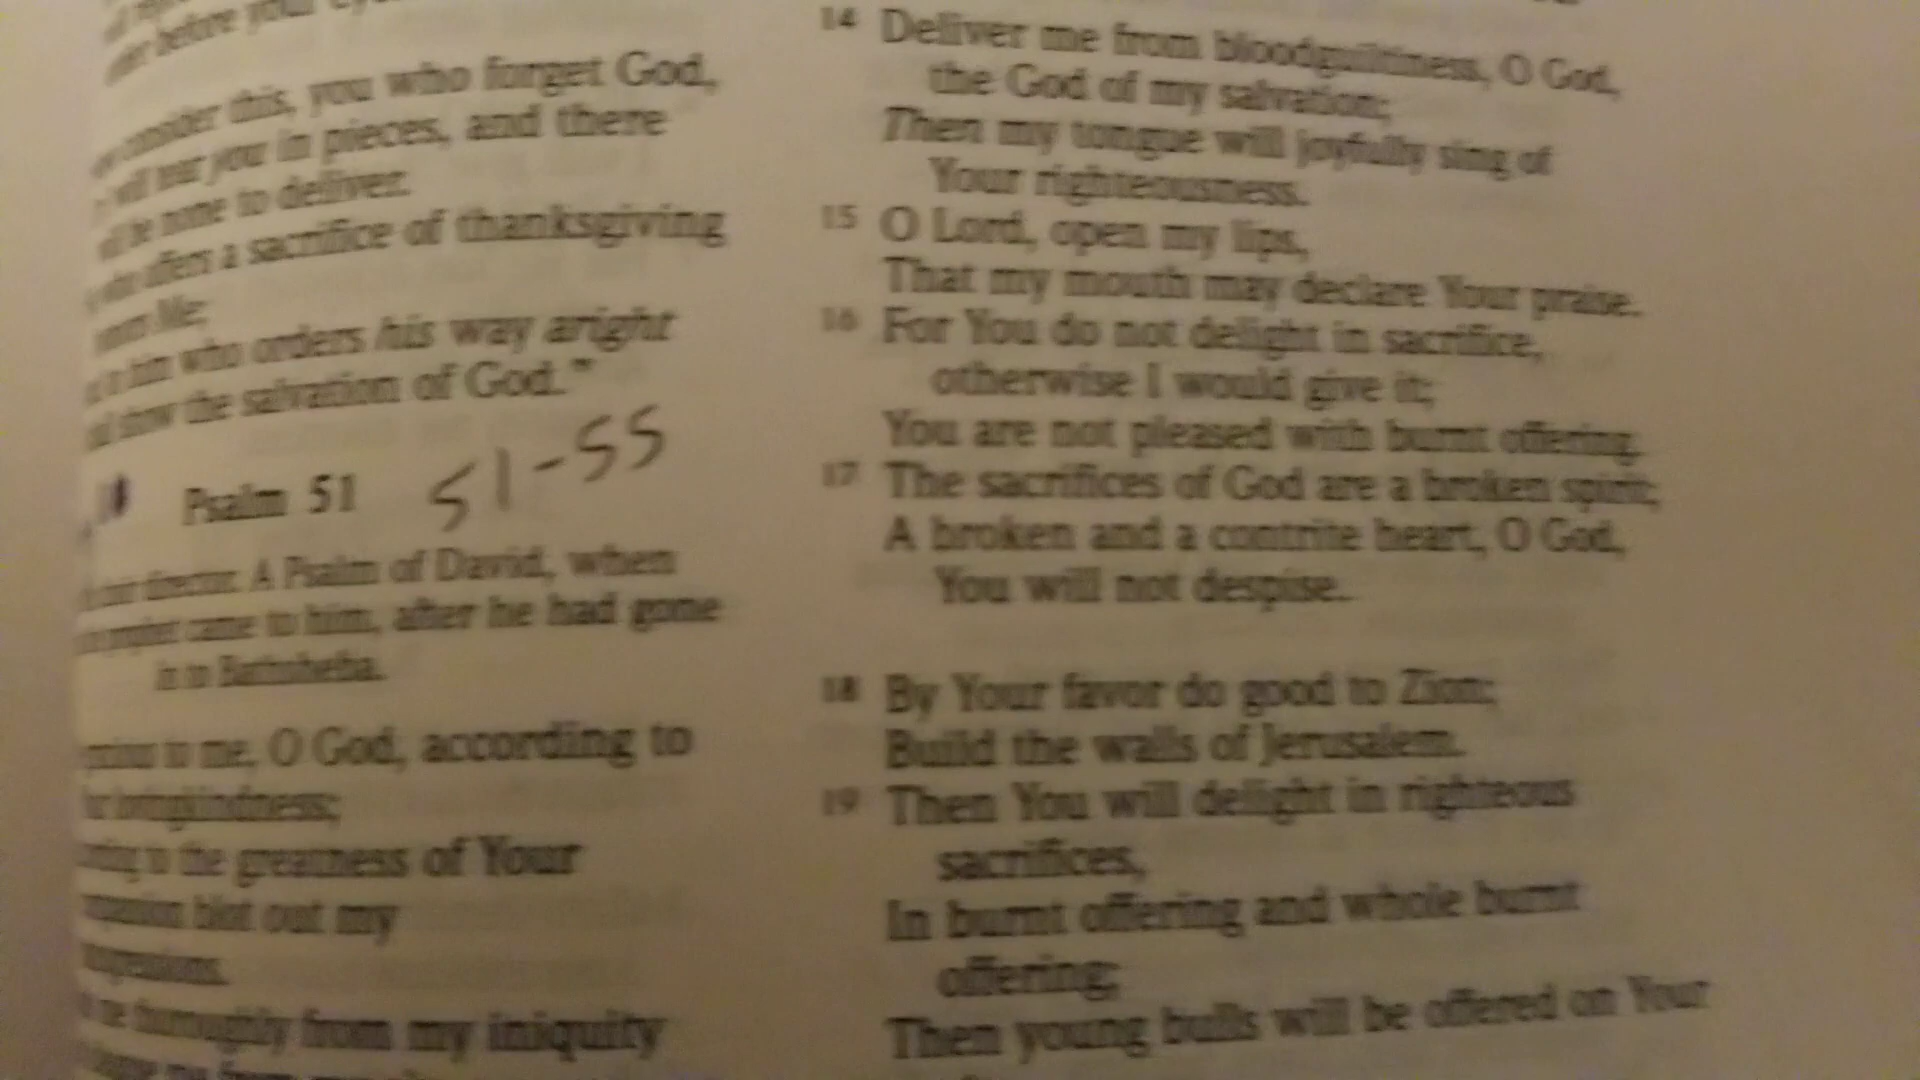 before your
consider this, you who forget God,
will tear you in pieces, and there
will be none to deliver.
who offers a sacrifice of thanksgiving
Me;
to him who orders his way aright
show the salvation of God."
Psalm 51 51-55
choir director. A Psalm of David, when
prophet came to him, after he had gone
in to Bathsheba.
to me, O God, according to
lovingkindness;
to the greatness of Your
blot out my
me thoroughly from my iniquity
14 Deliver me from bloodguiltiness, O God,
the God of my salvation;
Then my tongue will joyfully sing of
Your righteousness.
15 O Lord, open my lips,
That my mouth may declare Your praise.
16 For You do not delight in sacrifice,
otherwise I would give it;
You are not pleased with burnt offering.
17 The sacrifices of God are a broken spirit;
A broken and a contrite heart, O God,
You will not despise.
18 By Your favor do good to Zion;
Build the walls of Jerusalem.
19 Then You will delight in righteous
sacrifices,
In burnt offering and whole burnt
offering;
Then young bulls will be offered on Your